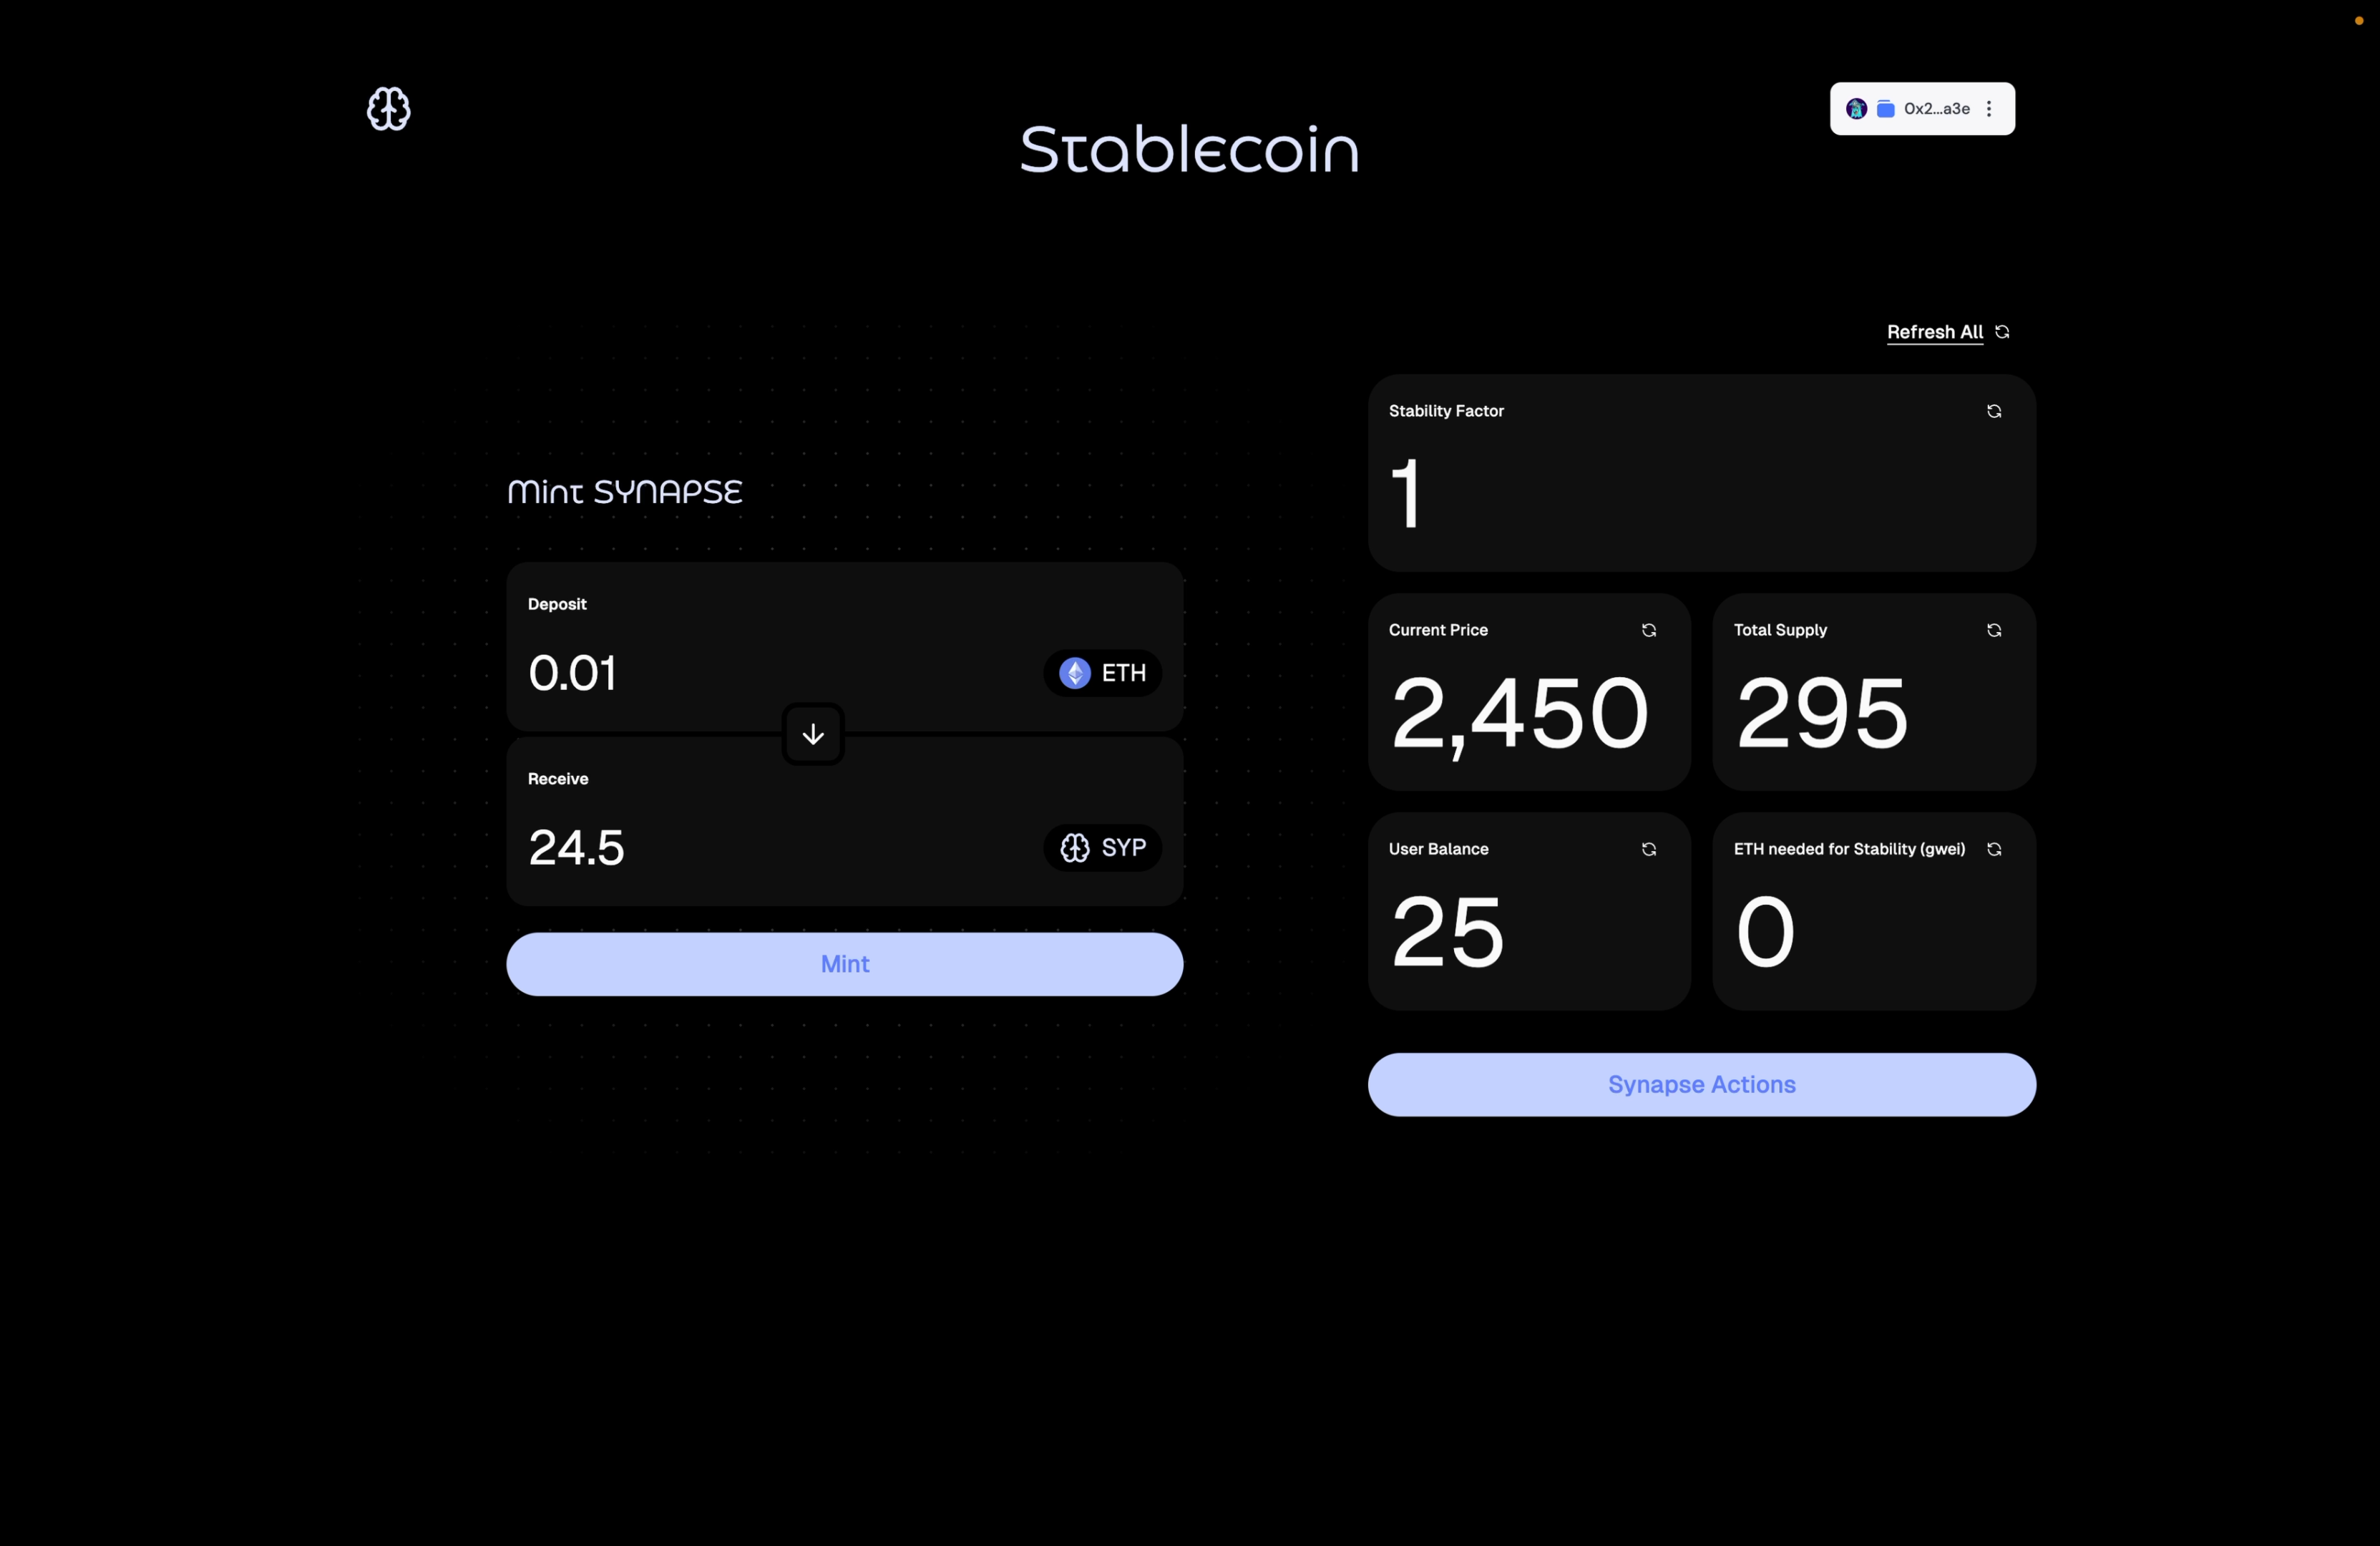 0x2...a3e
Stablecoin
Refresh All
Mint SYNAPSE
Deposit
0.01
ETH
Receive
24.5
SYP
Mint
Stability Factor
1
Current Price
2,450
Total Supply
295
User Balance
25
ETH needed for Stability (gwei)
0
Synapse Actions